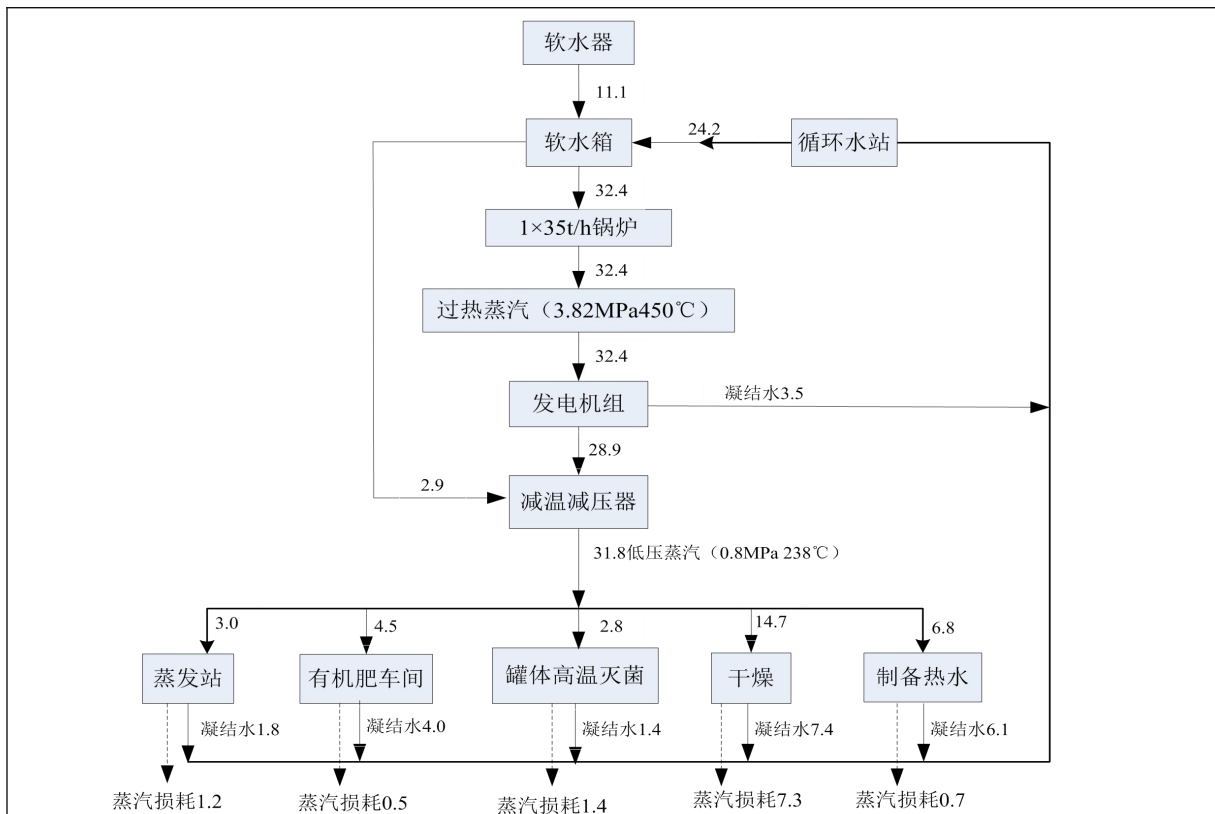 软水器
11.1
软水箱
24.2
循环水站
32.4
1×35t/h锅炉
32.4
过热蒸汽（3.82MPa450℃）
32.4
发电机组
凝结水3.5
28.9
2.9
减温减压器
31.8低压蒸汽（0.8MPa 238℃）
3.0
4.5
2.8
14.7
6.8
蒸发站
有机肥车间
罐体高温灭菌
干燥
制备热水
凝结水1.8
凝结水4.0
凝结水1.4
凝结水7.4
凝结水6.1
蒸汽损耗1.2
蒸汽损耗0.5
蒸汽损耗1.4
蒸汽损耗7.3
蒸汽损耗0.7